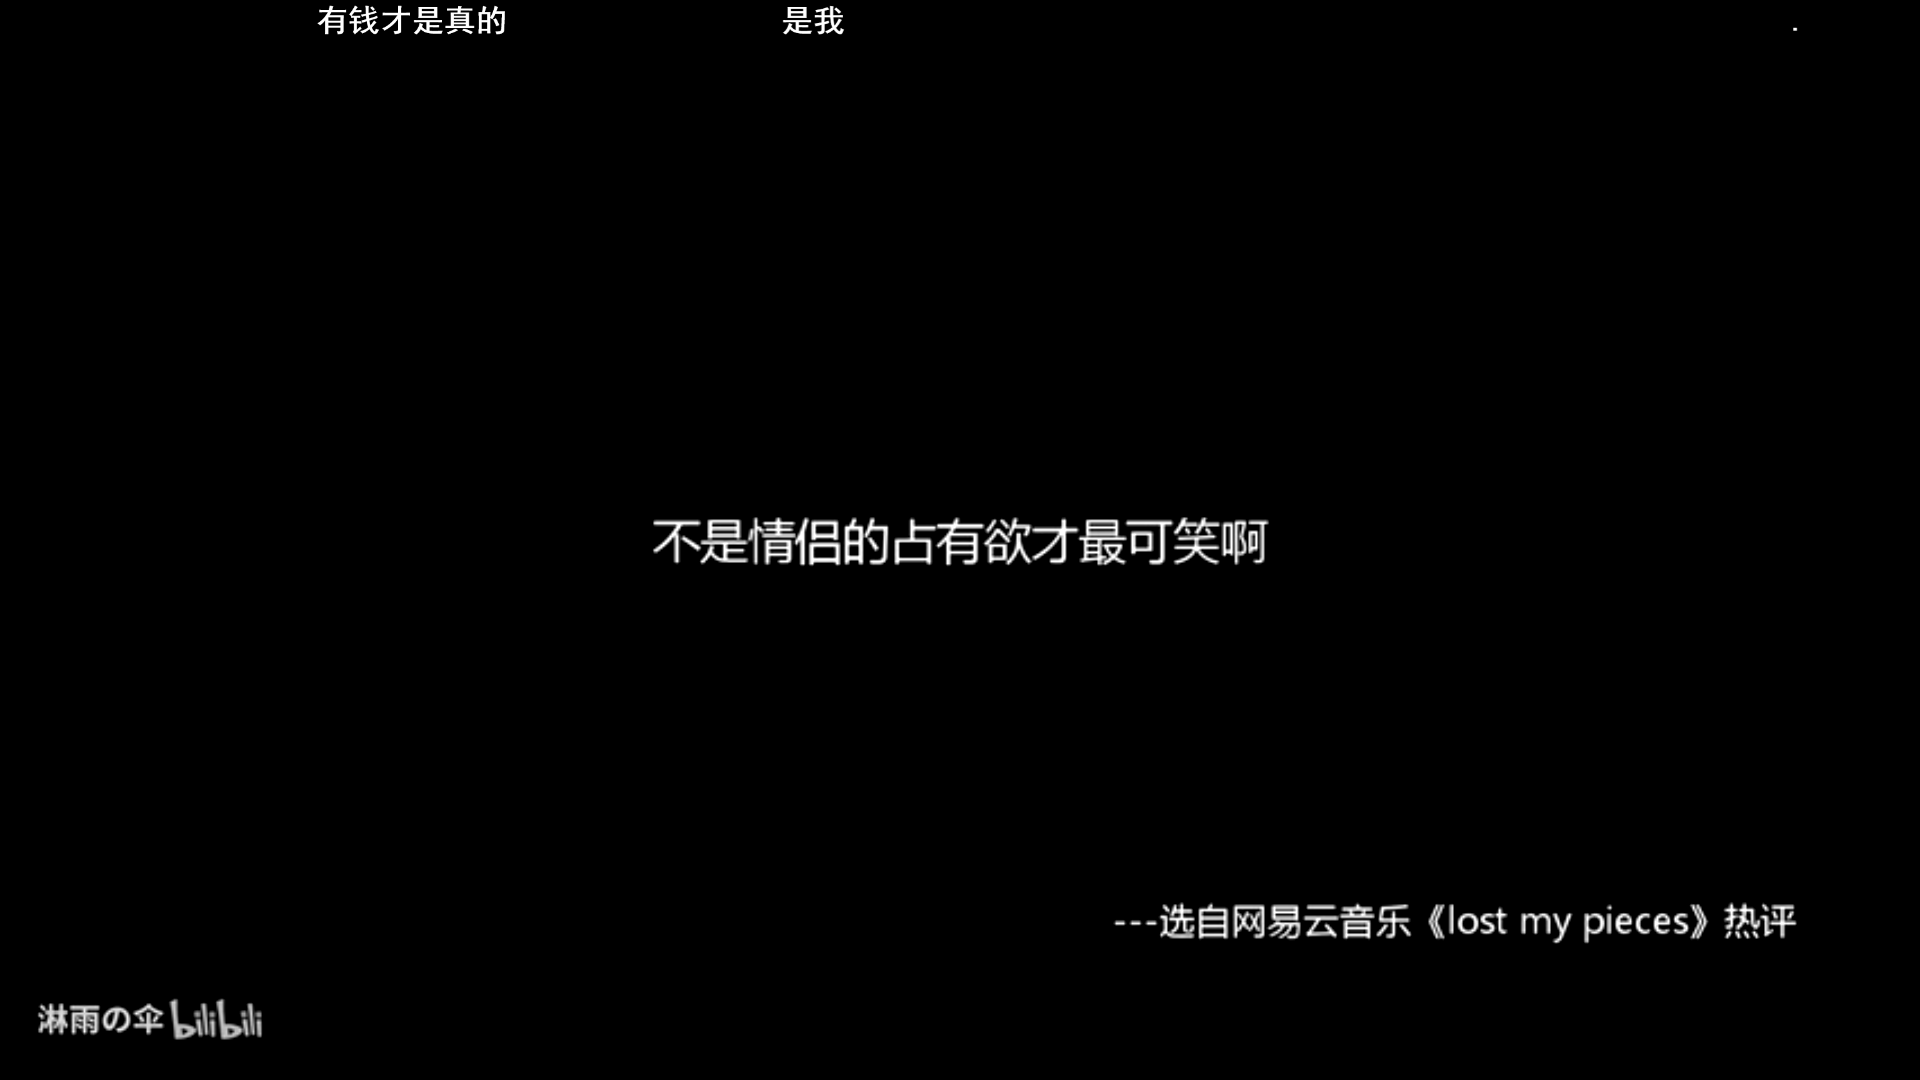 有钱才是真的
是我
.
不是情侣的占有欲才最可笑啊
---选自网易云音乐《lost my pieces》热评
淋雨の伞 bilibili